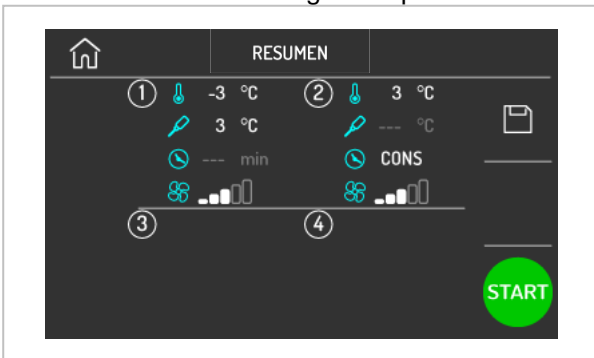 RESUMEN
1 -3 °C 2 3 °C
3 °C --- °C
--- min CONS
3 4
START